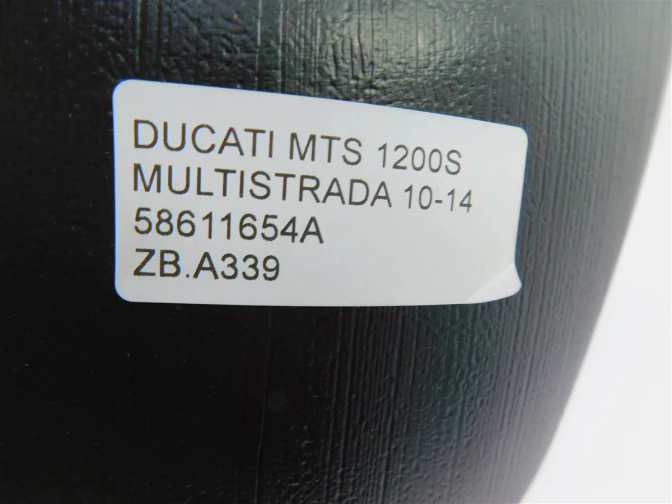 DUCATI MTS 1200S
MULTISTRADA 10-14
58611654A
ZB.A339